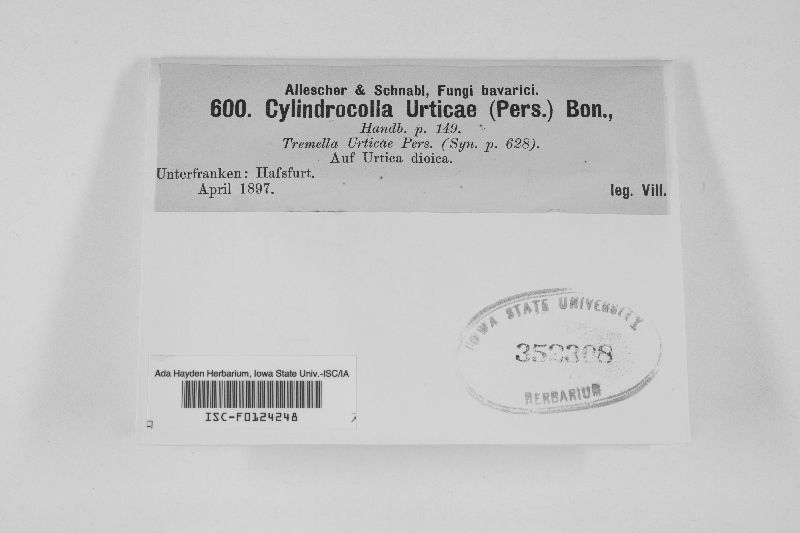 Allescher & Schnabl, Fungi bavarici.
600. Cylindrocolla Urticae (Pers.) Bon.,
Handb. p. 149.
Tremella Urticae Pers. (Syn. p. 628).
Auf Urtica dioica.
Unterfranken: Hafsfurt.
April 1897. leg. Vill.
IOWA STATE UNIVERSITY
352308
HERBARIUM
Ada Hayden Herbarium, Iowa State Univ.-ISC/IA
ISC-F0124248